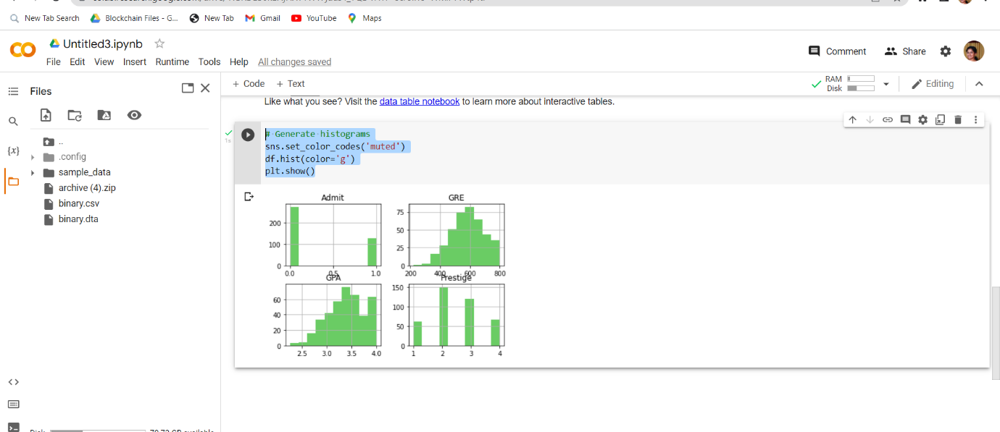 New Tab Search Blockchain Files - G... New Tab Gmail YouTube Maps
CO Untitled3.ipynb
File Edit View Insert Runtime Tools Help All changes saved
Comment Share
Files
+ Code + Text
RAM
Disk
Editing
Like what you see? Visit the data table notebook to learn more about interactive tables.
{x}
..
.config
sample_data
archive (4).zip
binary.csv
binary.dta
1s
# Generate histograms
sns.set_color_codes('muted')
df.hist(color='g')
plt.show()
Admit
200
100
0
0.0 0.5 1.0
GRE
75
50
25
0
200 400 600 800
GPA
60
40
20
0
2.5 3.0 3.5 4.0
Prestige
150
100
50
0
1 2 3 4